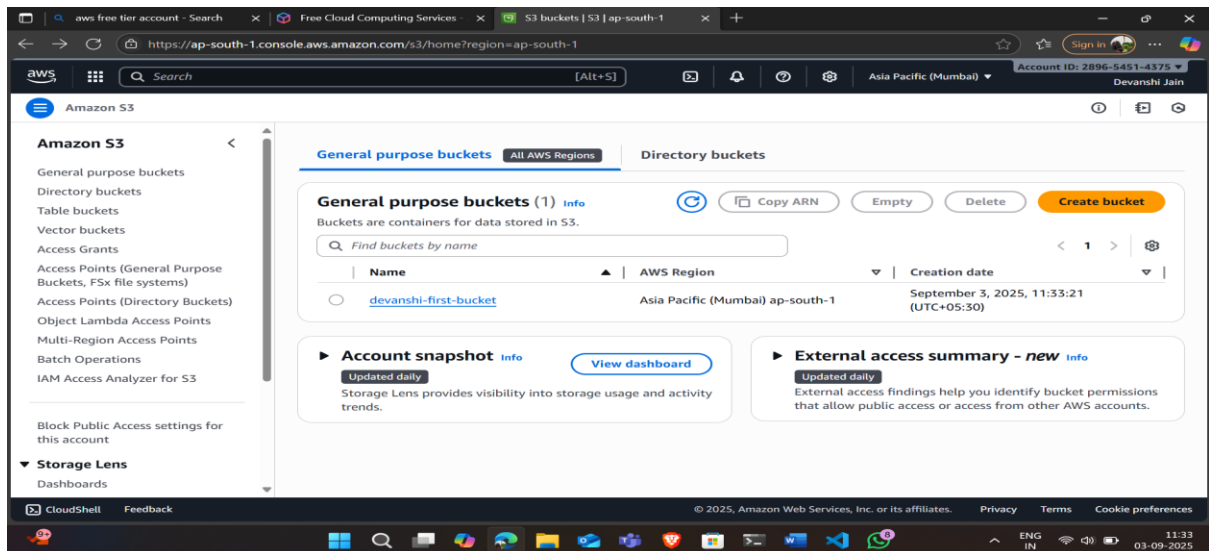 aws free tier account - Search
Free Cloud Computing Services -
S3 buckets | S3 | ap-south-1
https://ap-south-1.console.aws.amazon.com/s3/home?region=ap-south-1
Sign in
aws
Search
[Alt+S]
Asia Pacific (Mumbai)
Account ID: 2896-5451-4375
Devanshi Jain
Amazon S3
Amazon S3
General purpose buckets
Directory buckets
Table buckets
Vector buckets
Access Grants
Access Points (General Purpose
Buckets, FSx file systems)
Access Points (Directory Buckets)
Object Lambda Access Points
Multi-Region Access Points
Batch Operations
IAM Access Analyzer for S3
Block Public Access settings for
this account
Storage Lens
Dashboards
General purpose buckets All AWS Regions
Directory buckets
General purpose buckets (1) Info
Copy ARN
Empty
Delete
Create bucket
Buckets are containers for data stored in S3.
Find buckets by name
1
Name
AWS Region
Creation date
devanshi-first-bucket
Asia Pacific (Mumbai) ap-south-1
September 3, 2025, 11:33:21
(UTC+05:30)
Account snapshot Info
View dashboard
Updated daily
Storage Lens provides visibility into storage usage and activity
trends.
External access summary - new Info
Updated daily
External access findings help you identify bucket permissions
that allow public access or access from other AWS accounts.
CloudShell
Feedback
© 2025, Amazon Web Services, Inc. or its affiliates.
Privacy
Terms
Cookie preferences
9+
8
ENG
IN
11:33
03-09-2025